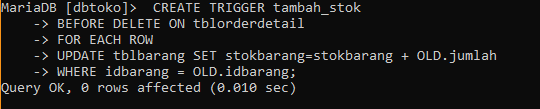 MariaDB [dbtoko]>  CREATE TRIGGER tambah_stok
    -> BEFORE DELETE ON tblorderdetail
    -> FOR EACH ROW
    -> UPDATE tblbarang SET stokbarang=stokbarang + OLD.jumlah
    -> WHERE idbarang = OLD.idbarang;
Query OK, 0 rows affected (0.010 sec)